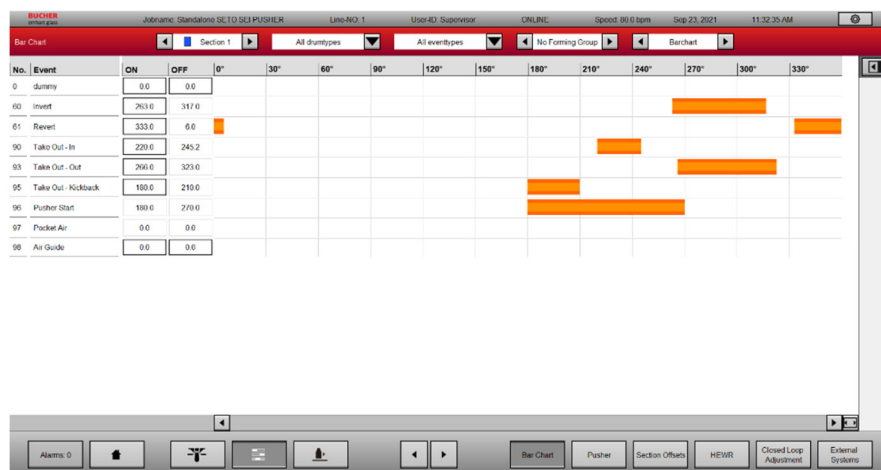 BUCHER
emhart glass
Jobname: Standalone SETO SEI PUSHER Line-NO: 1 User-ID: Supervisor ONLINE Speed: 80.0 bpm Sep 23, 2021 11:32:35 AM
Bar Chart Section 1 All drumtypes All eventtypes No Forming Group Barchart
No. Event ON OFF 0° 30° 60° 90° 120° 150° 180° 210° 240° 270° 300° 330°
0 dummy 0.0 0.0
60 Invert 263.0 317.0
61 Revert 333.0 6.0
90 Take Out - In 220.0 245.2
93 Take Out - Out 266.0 323.0
95 Take Out - Kickback 180.0 210.0
96 Pusher Start 180.0 270.0
97 Pocket Air 0.0 0.0
98 Air Guide 0.0 0.0
Alarms: 0 Bar Chart Pusher Section Offsets HEWR Closed Loop Adjustment External Systems